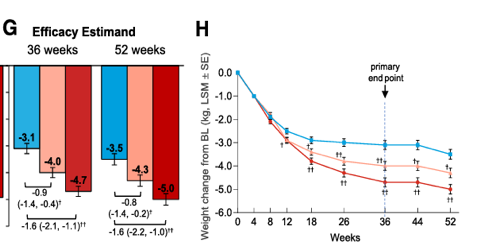 G
Efficacy Estimand
36 weeks
52 weeks
-3.1
-4.0
-4.7
-0.9
(-1.4, -0.4)†
-1.6 (-2.1, -1.1)††
-3.5
-4.3
-5.0
-0.8
(-1.4, -0.2)†
-1.6 (-2.2, -1.0)††
H
Weight change from BL (kg, LSM ± SE)
0.0
-1.0
-2.0
-3.0
-4.0
-5.0
-6.0
primary
end point
†
†
††
††
††
††
††
†
††
†
††
0 4 8 12 18 26 36 44 52
Weeks